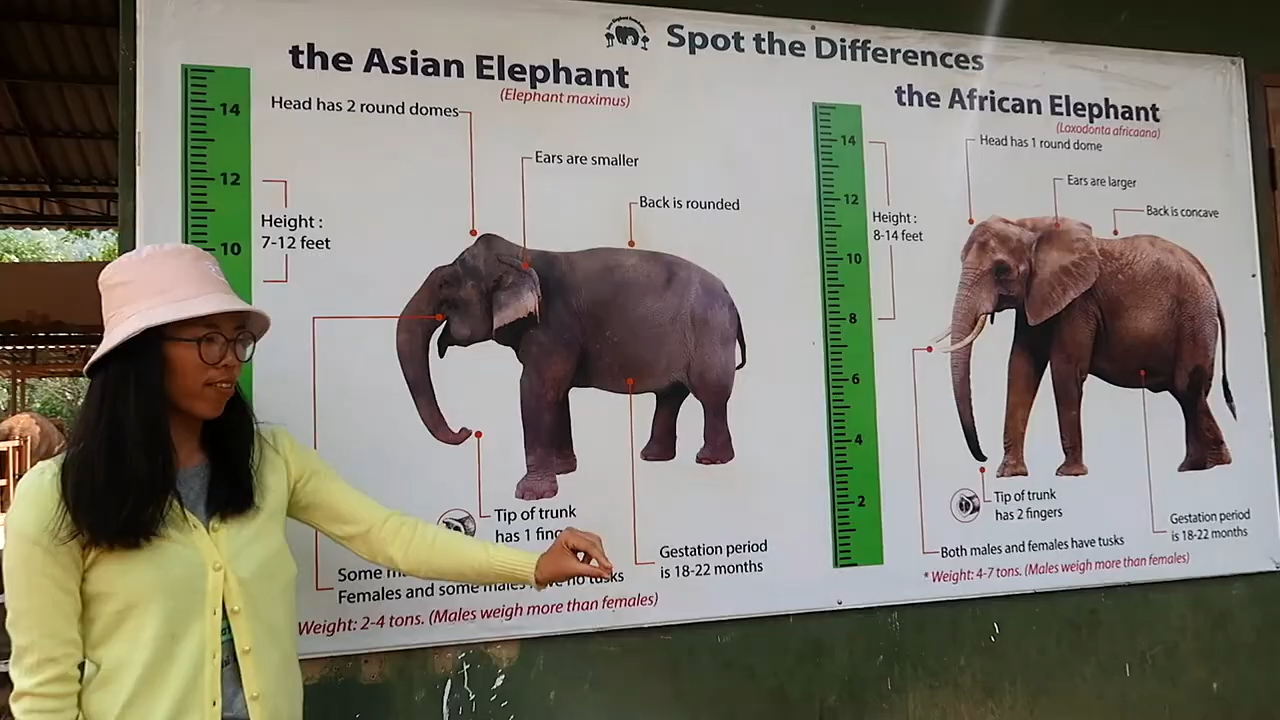 Spot the Differences
the Asian Elephant
(Elephant maximus)
14
12
10
Height :
7-12 feet
Head has 2 round domes
Ears are smaller
Back is rounded
Tip of trunk
has 1
Gestation period
is 18-22 months
Some
Females and some males no tusks
Weight: 2-4 tons. (Males weigh more than females)
the African Elephant
(Loxodonta africaana)
14
12
10
8
6
4
2
Height :
8-14 feet
Head has 1 round dome
Ears are larger
Back is concave
Tip of trunk
has 2 fingers
Gestation period
is 18-22 months
Both males and females have tusks
* Weight: 4-7 tons. (Males weigh more than females)